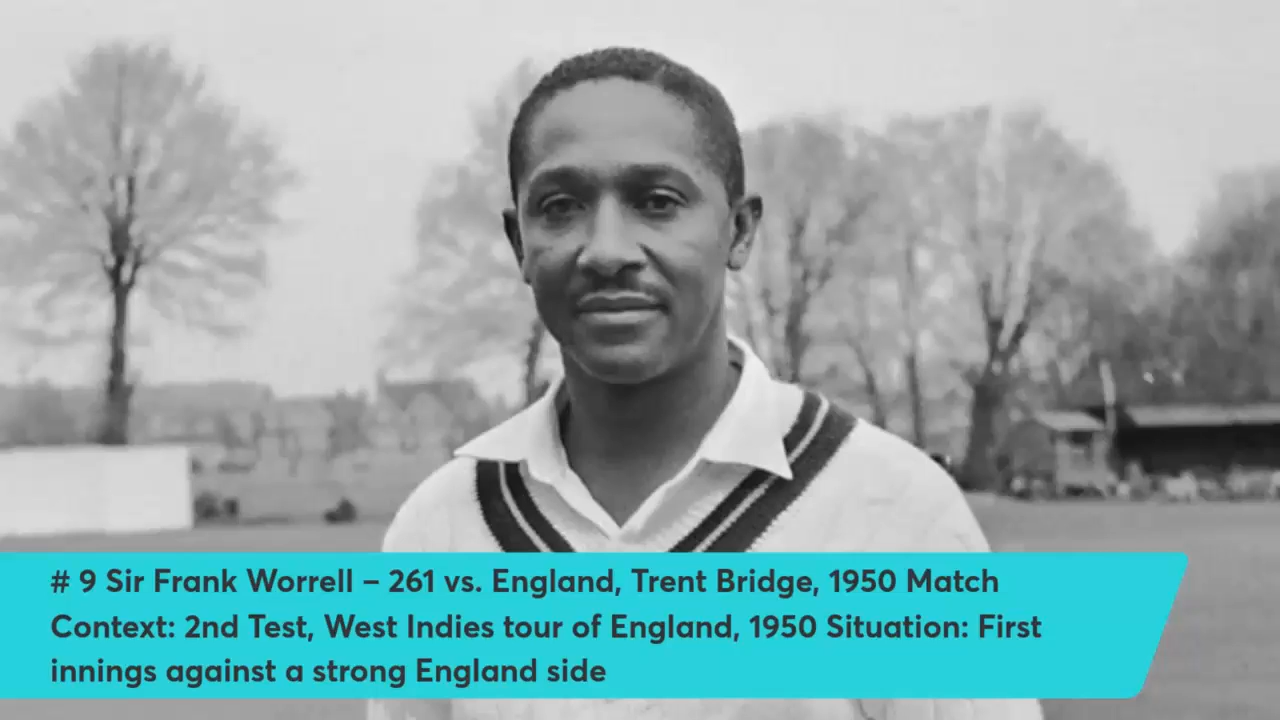 # 9 Sir Frank Worrell – 261 vs. England, Trent Bridge, 1950 Match
Context: 2nd Test, West Indies tour of England, 1950 Situation: First
innings against a strong England side